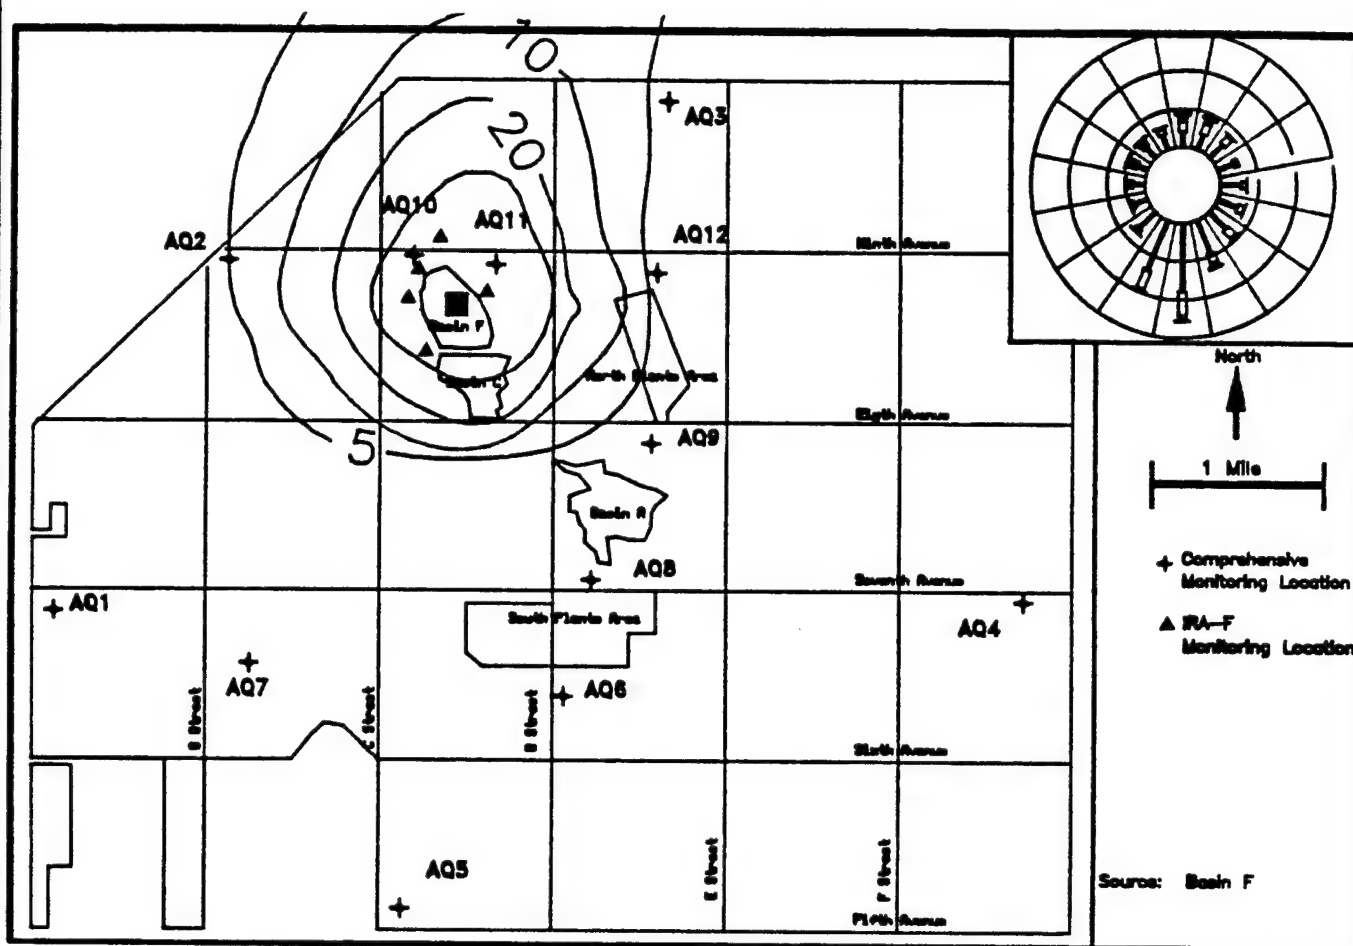 10
20
AQ3
AQ10
AQ11
AQ2
AQ12
Ninth Avenue
Basin F
North
Basin C
North Plants Area
Eighth Avenue
5
AQ9
1 Mile
Basin A
Comprehensive
Monitoring Location
AQ8
Seventh Avenue
AQ1
South Plants Area
AQ4
IRA-F
Monitoring Location
AQ7
AQ6
B Street
C Street
D Street
Sixth Avenue
AQ5
E Street
F Street
Source: Basin F
Fifth Avenue